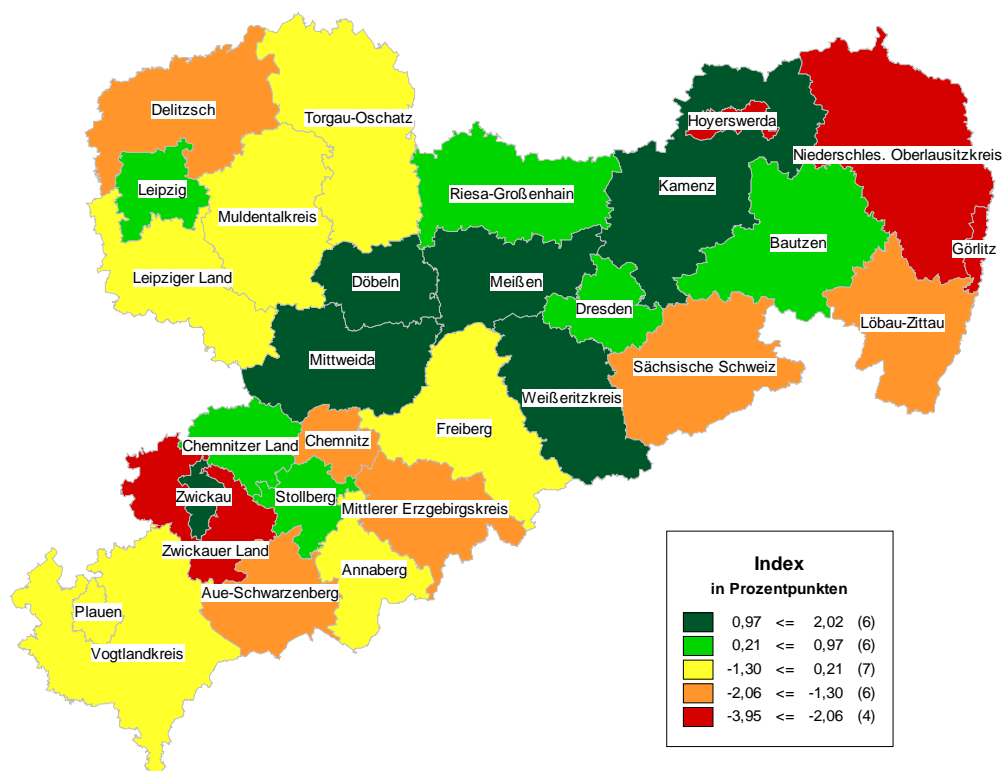 Delitzsch
Torgau-Oschatz
Hoyerswerda
Niederschles. Oberlausitzkreis
Leipzig
Riesa-Großenhain
Kamenz
Muldentalkreis
Bautzen
Görlitz
Leipziger Land
Döbeln
Meißen
Dresden
Löbau-Zittau
Mittweida
Sächsische Schweiz
Weißeritzkreis
Freiberg
Chemnitz
Chemnitzer Land
Zwickau
Stollberg
Mittlerer Erzgebirgskreis
Zwickauer Land
Annaberg
Aue-Schwarzenberg
Plauen
Vogtlandkreis
Index
in Prozentpunkten
0,97 <= 2,02 (6)
0,21 <= 0,97 (6)
-1,30 <= 0,21 (7)
-2,06 <= -1,30 (6)
-3,95 <= -2,06 (4)